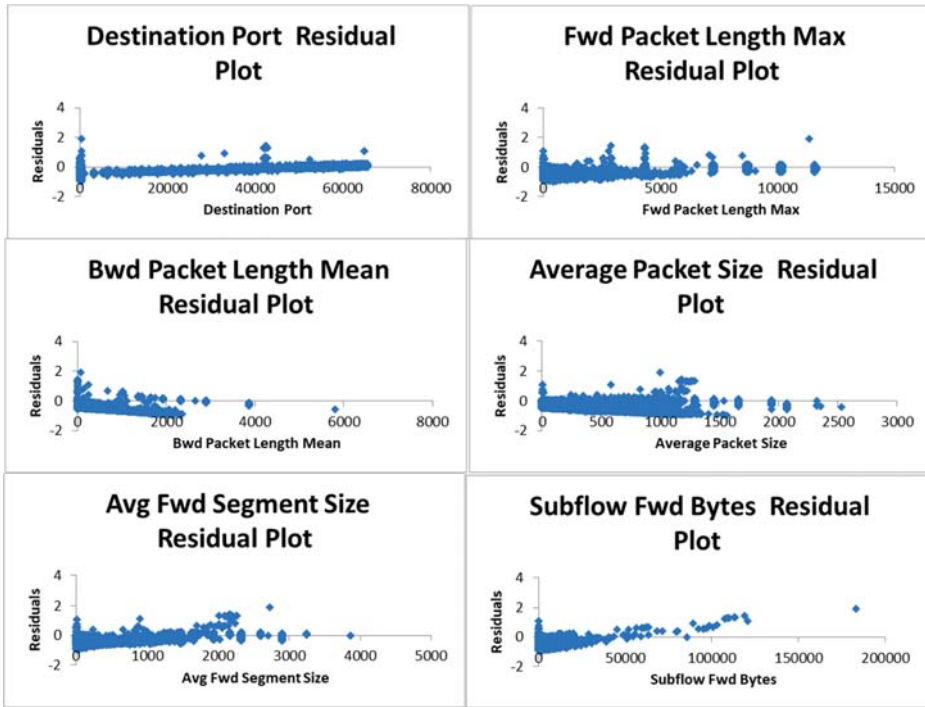 Destination Port Residual
Plot
4
2
0
-2
Residuals
0
20000
40000
60000
80000
Destination Port
Fwd Packet Length Max
Residual Plot
4
2
0
-2
Residuals
0
5000
10000
15000
Fwd Packet Length Max
Bwd Packet Length Mean
Residual Plot
4
2
0
-2
Residuals
0
2000
4000
6000
8000
Bwd Packet Length Mean
Average Packet Size Residual
Plot
4
2
0
-2
Residuals
0
500
1000
1500
2000
2500
3000
Average Packet Size
Avg Fwd Segment Size
Residual Plot
4
2
0
-2
Residuals
0
1000
2000
3000
4000
5000
Avg Fwd Segment Size
Subflow Fwd Bytes Residual
Plot
4
2
0
-2
Residuals
0
50000
100000
150000
200000
Subflow Fwd Bytes